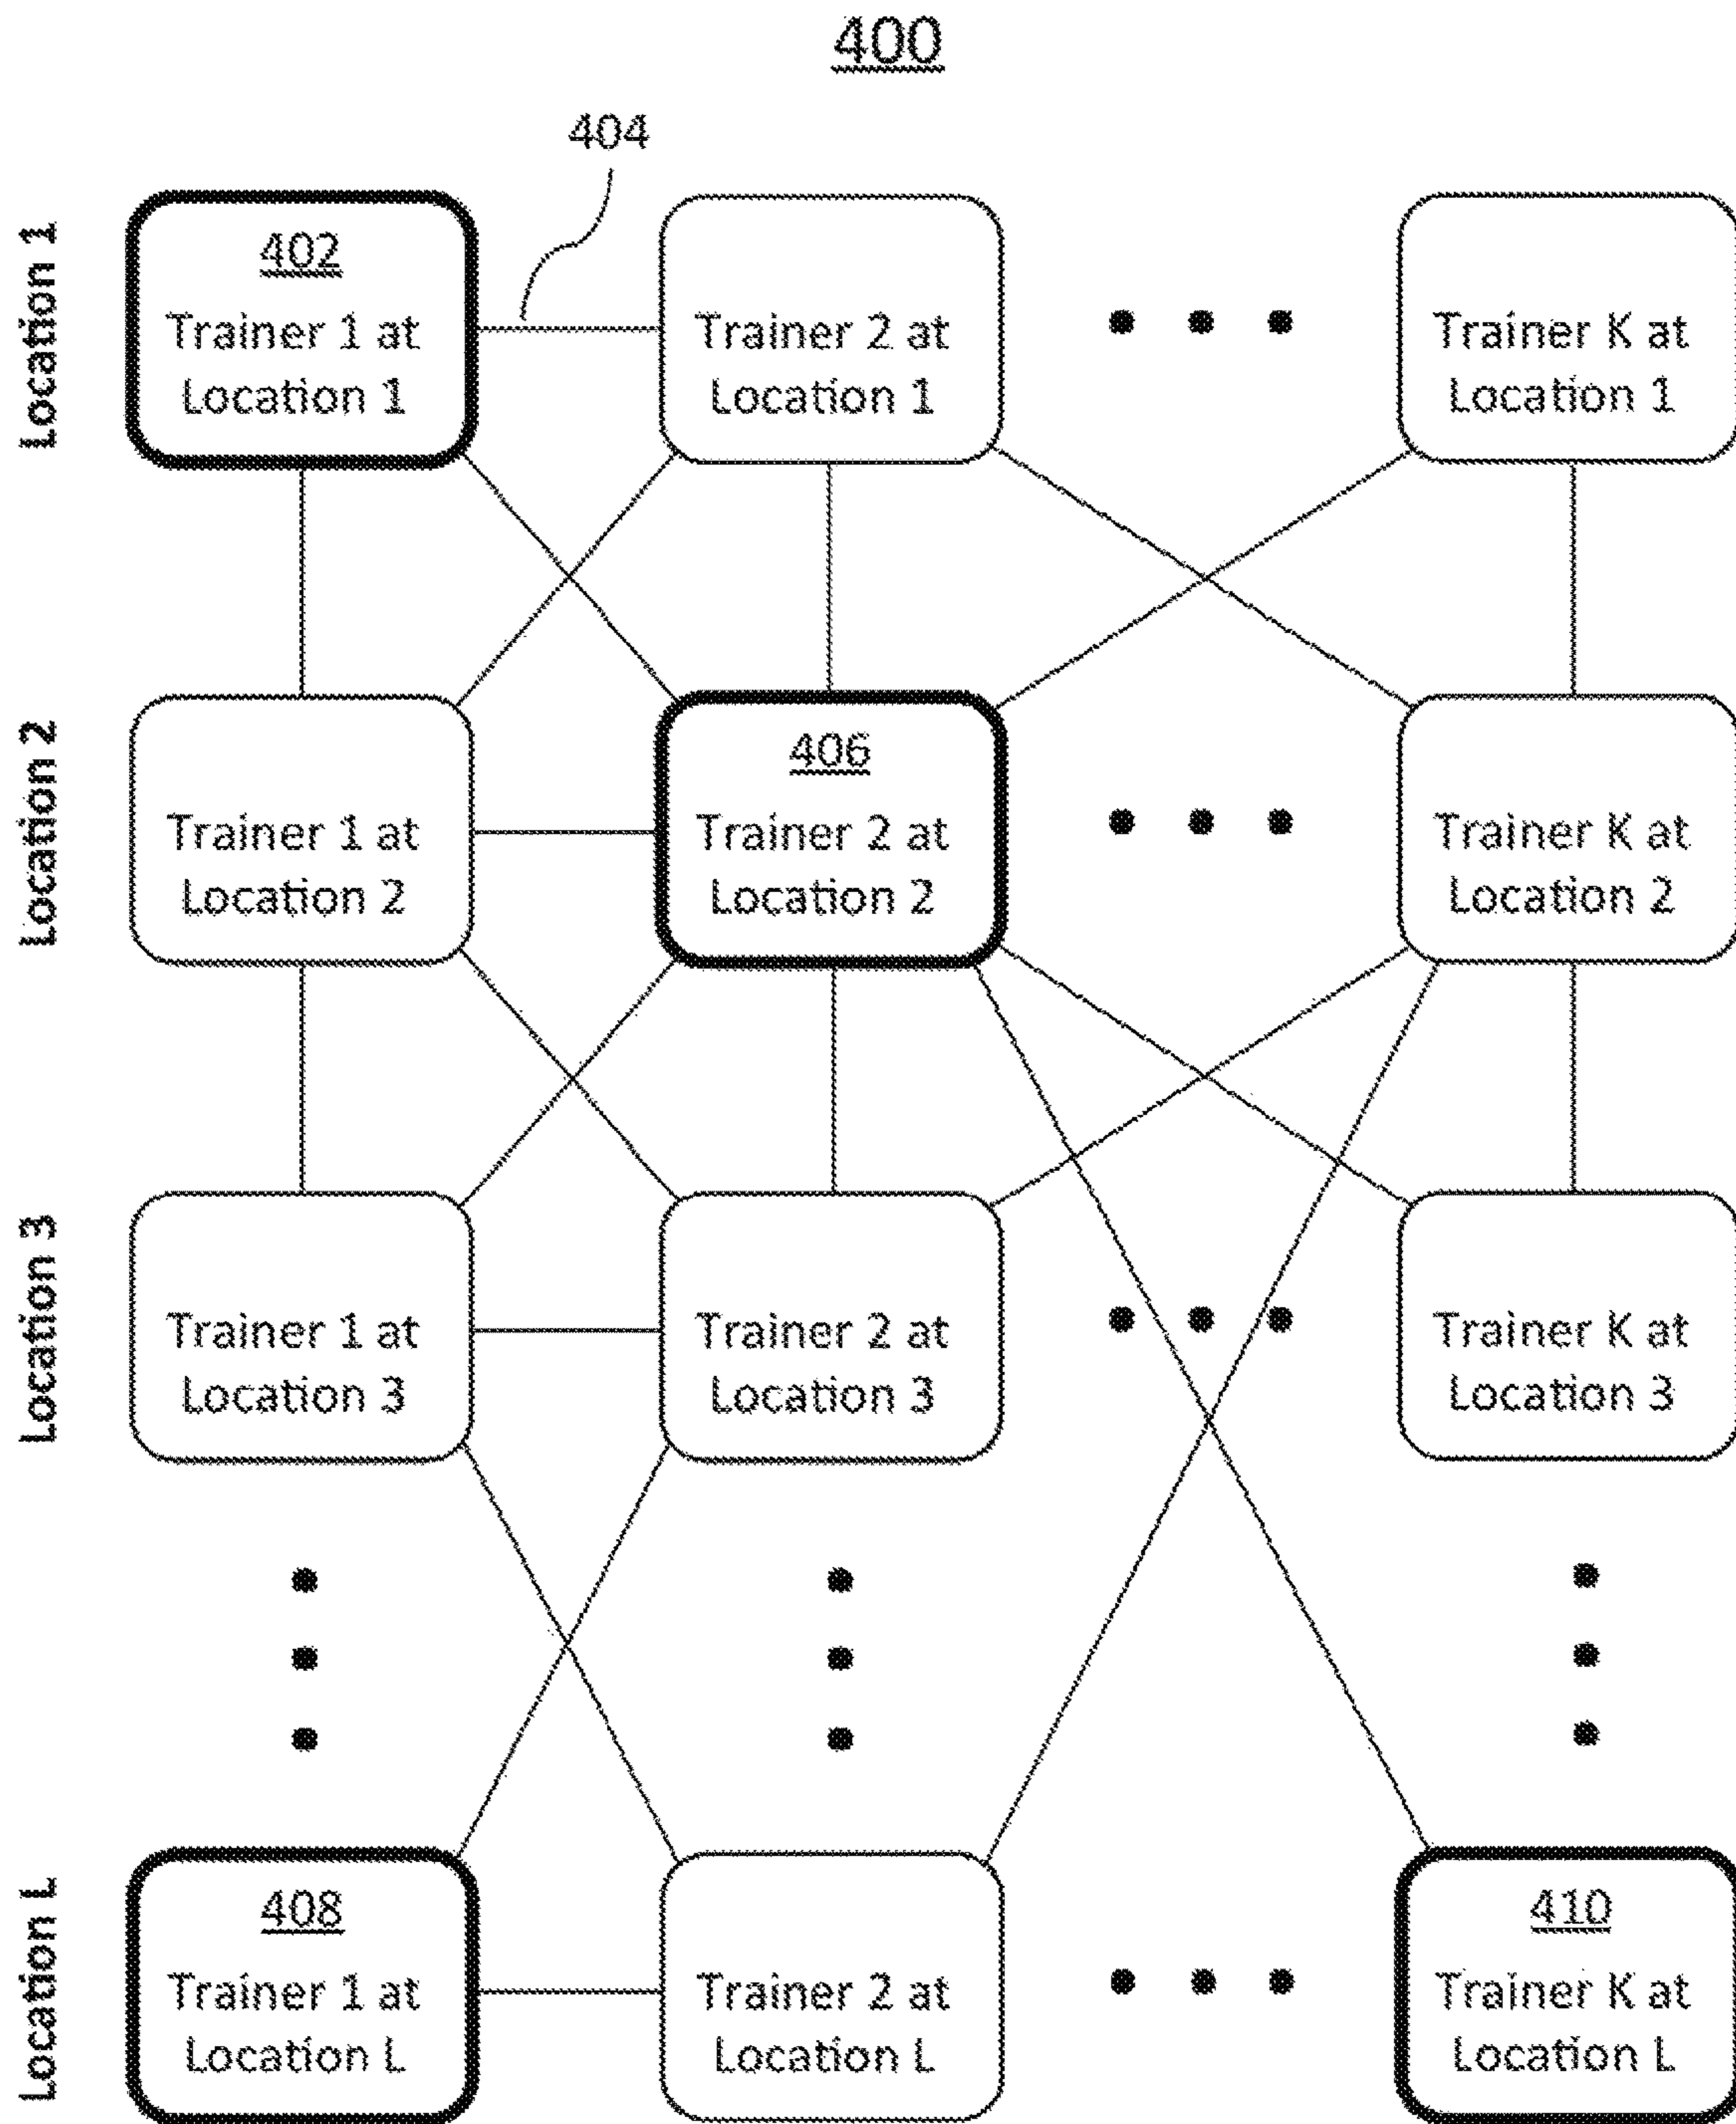 400
404
Location 1
402
Trainer 1 at
Location 1
Trainer 2 at
Location 1
Trainer K at
Location 1
Location 2
Trainer 1 at
Location 2
406
Trainer 2 at
Location 2
Trainer K at
Location 2
Location 3
Trainer 1 at
Location 3
Trainer 2 at
Location 3
Trainer K at
Location 3
Location L
408
Trainer 1 at
Location L
Trainer 2 at
Location L
410
Trainer K at
Location L